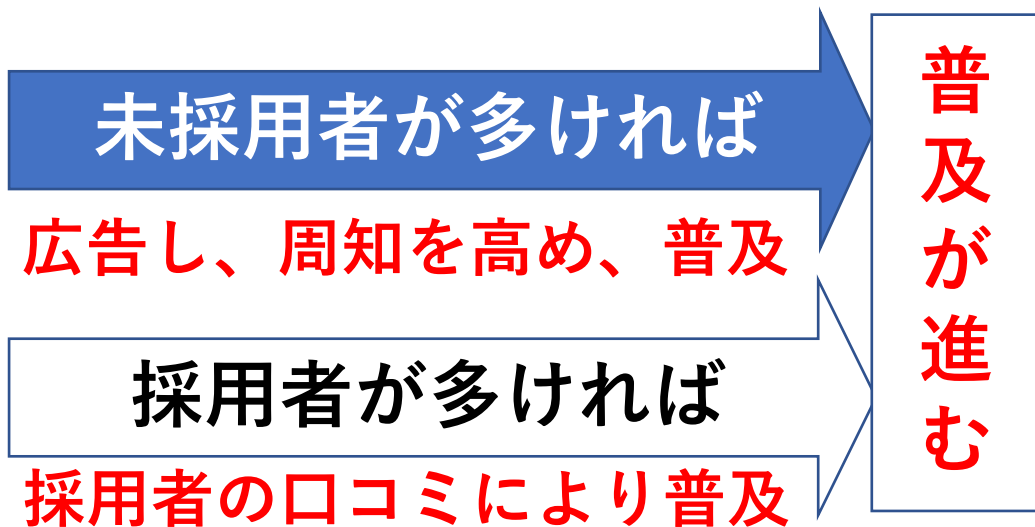 未採用者が多ければ
広告し、周知を高め、普及
採用者が多ければ
採用者の口コミにより普及
普及が進む